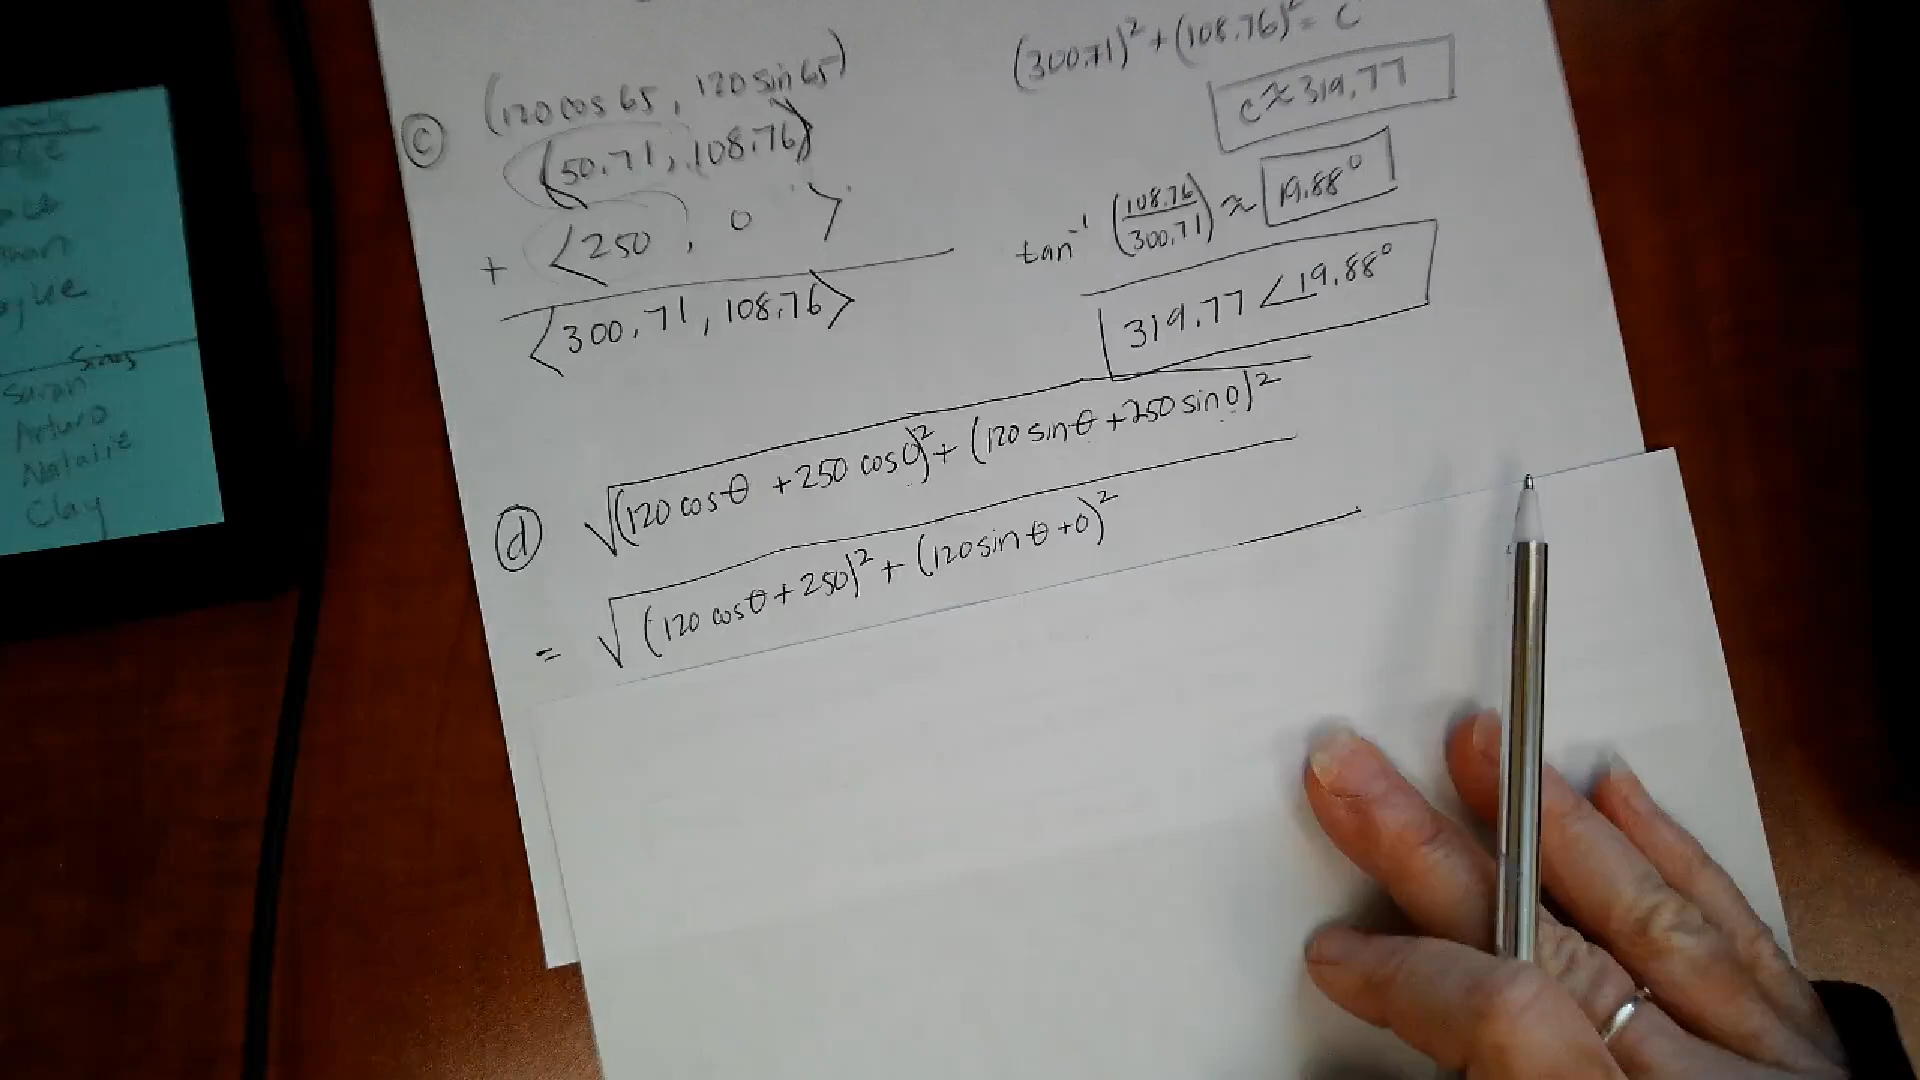 ⓒ (120 cos 65, 120 sin 65)
⟨50.71, 108.76⟩
+ ⟨250, 0⟩
⟨300.71, 108.76⟩
(300.71)² + (108.76)² = c
c ≈ 319.77
tan⁻¹ (108.76/300.71) ≈ 19.88°
319.77 ∠19.88°
ⓓ √((120 cos θ + 250 cos 0)² + (120 sin θ + 250 sin 0)²)
= √((120 cos θ + 250)² + (120 sin θ + 0)²)
Sines
Sarah
Arturo
Natalie
Clay